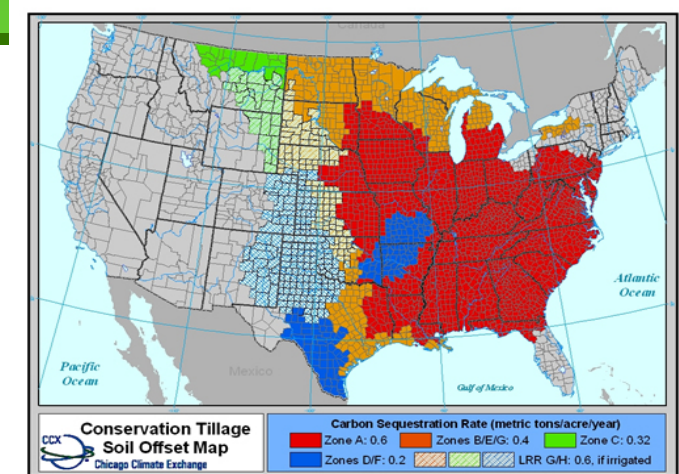 Canada
Atlantic
Ocean
Pacific
Ocean
Mexico
Gulf of Mexico
Conservation Tillage
Soil Offset Map
CCX
Chicago Climate Exchange
Carbon Sequestration Rate (metric tons/acre/year)
Zone A: 0.6 Zones B/E/G: 0.4 Zone C: 0.32
Zones D/F: 0.2 LRR G/H: 0.6, if irrigated